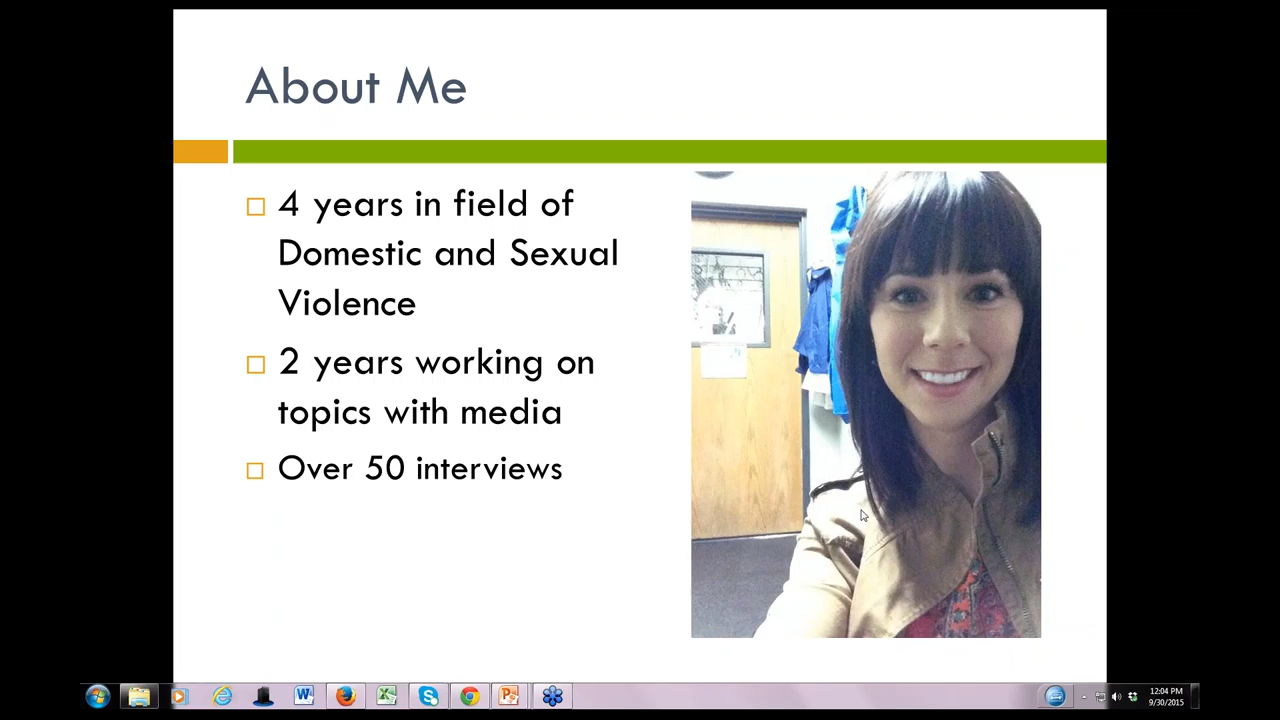 About Me
4 years in field of
Domestic and Sexual
Violence
2 years working on
topics with media
Over 50 interviews
12:04 PM
9/30/2015